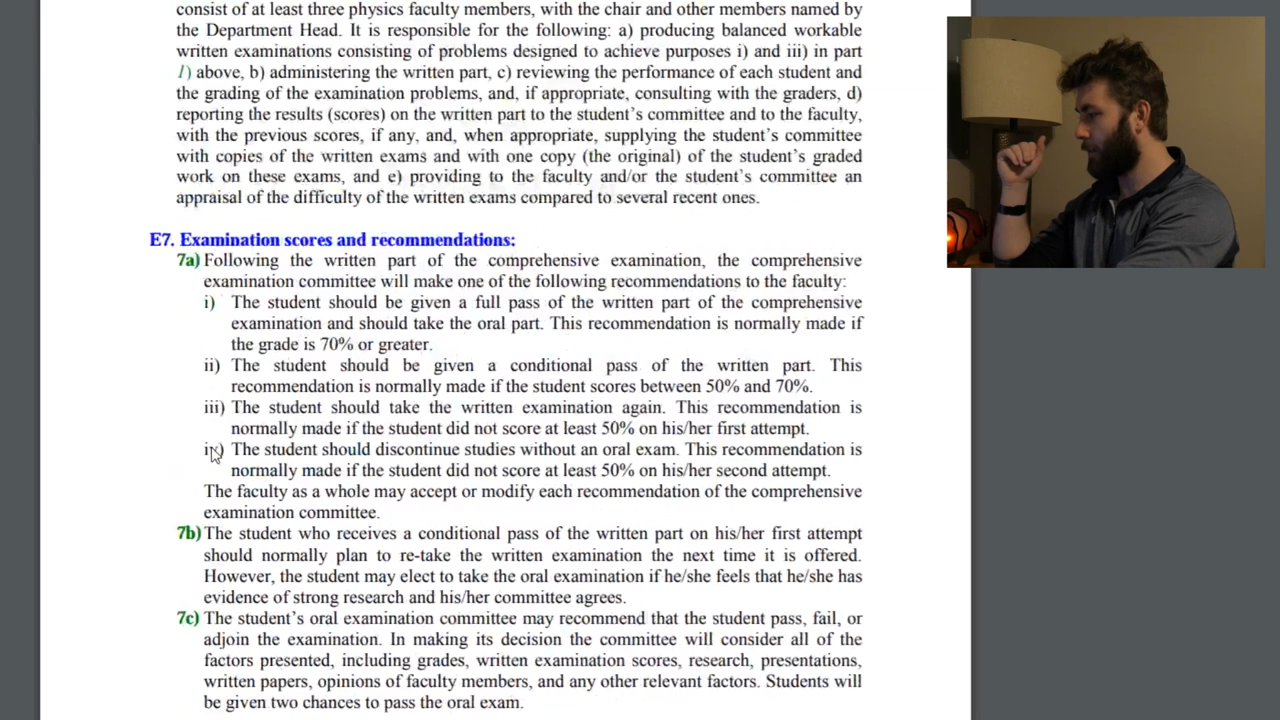 consist of at least three physics faculty members, with the chair and other members named by
the Department Head. It is responsible for the following: a) producing balanced workable
written examinations consisting of problems designed to achieve purposes i) and iii) in part
1) above, b) administering the written part, c) reviewing the performance of each student and
the grading of the examination problems, and, if appropriate, consulting with the graders, d)
reporting the results (scores) on the written part to the student's committee and to the faculty,
with the previous scores, if any, and, when appropriate, supplying the student's committee
with copies of the written exams and with one copy (the original) of the student's graded
work on these exams, and e) providing to the faculty and/or the student's committee an
appraisal of the difficulty of the written exams compared to several recent ones.
E7. Examination scores and recommendations:
7a) Following the written part of the comprehensive examination, the comprehensive
examination committee will make one of the following recommendations to the faculty:
i) The student should be given a full pass of the written part of the comprehensive
examination and should take the oral part. This recommendation is normally made if
the grade is 70% or greater.
ii) The student should be given a conditional pass of the written part. This
recommendation is normally made if the student scores between 50% and 70%.
iii) The student should take the written examination again. This recommendation is
normally made if the student did not score at least 50% on his/her first attempt.
iv) The student should discontinue studies without an oral exam. This recommendation is
normally made if the student did not score at least 50% on his/her second attempt.
The faculty as a whole may accept or modify each recommendation of the comprehensive
examination committee.
7b) The student who receives a conditional pass of the written part on his/her first attempt
should normally plan to re-take the written examination the next time it is offered.
However, the student may elect to take the oral examination if he/she feels that he/she has
evidence of strong research and his/her committee agrees.
7c) The student's oral examination committee may recommend that the student pass, fail, or
adjoin the examination. In making its decision the committee will consider all of the
factors presented, including grades, written examination scores, research, presentations,
written papers, opinions of faculty members, and any other relevant factors. Students will
be given two chances to pass the oral exam.